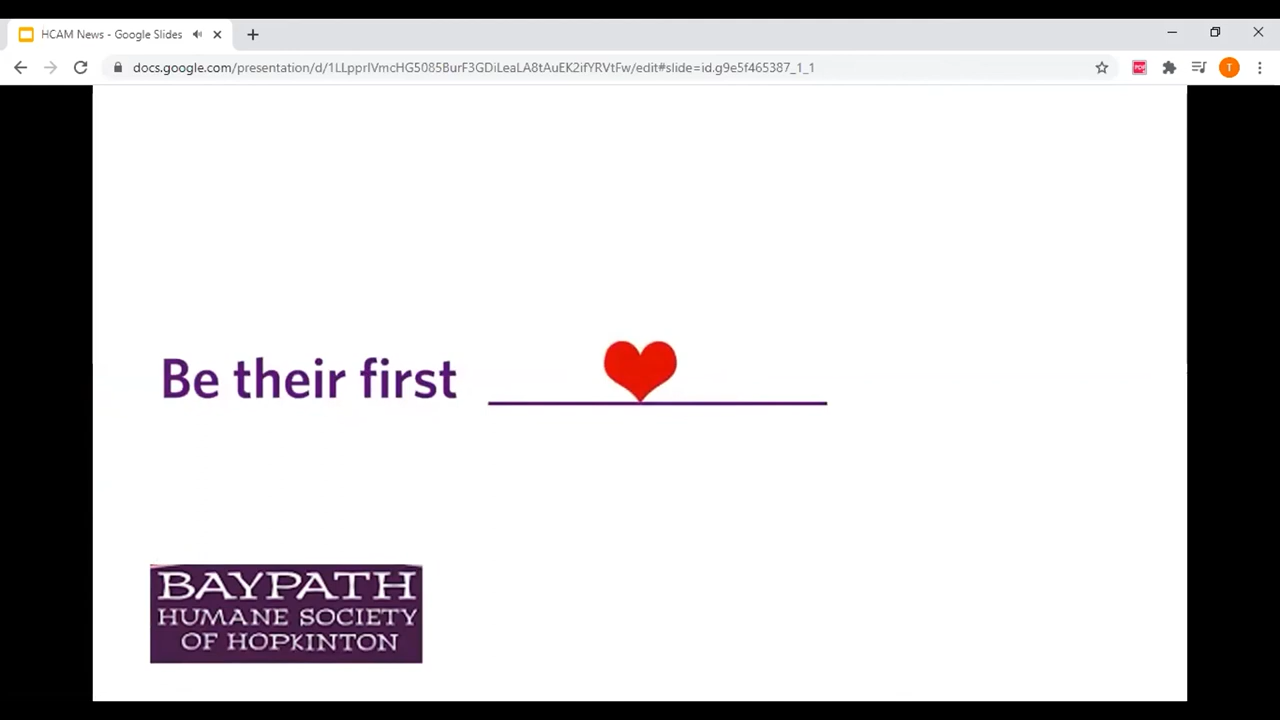 HCAM News - Google Slides
docs.google.com/presentation/d/1LLpprIVmcHG5085BurF3GDiLeaLA8tAuEK2ifYRVtFw/edit#slide=id.g9e5f465387_1_1
PDF
T
Be their first
BAYPATH
HUMANE SOCIETY
OF HOPKINTON